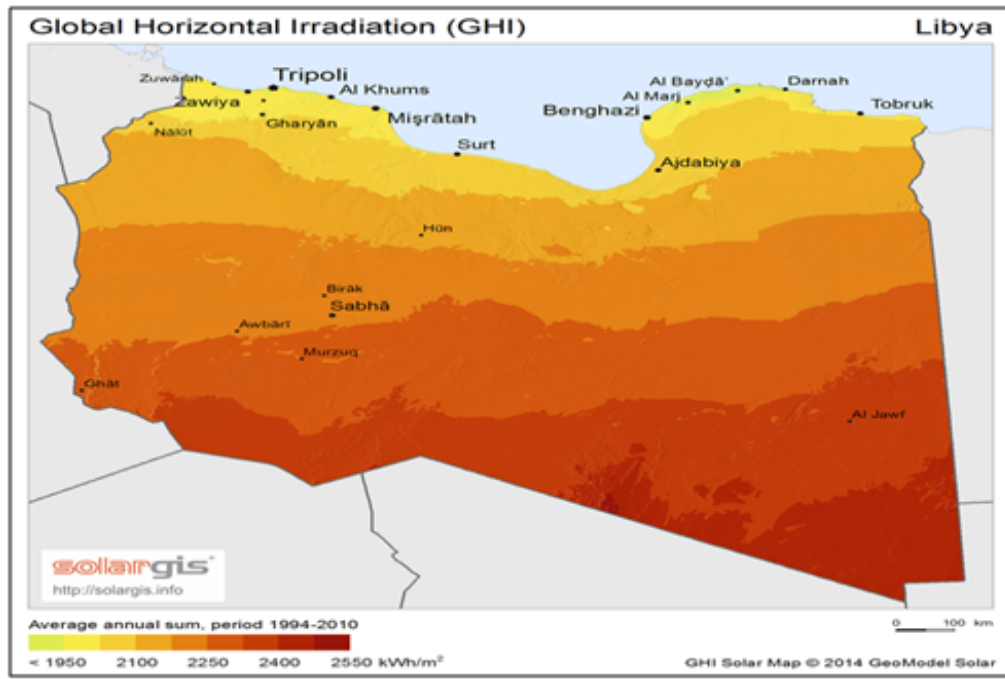 Global Horizontal Irradiation (GHI) Libya
Zuwārah
Tripoli
Zawiya
Al Khums
Gharyān
Mişrātah
Nālūt
Surt
Al Bayḍā'
Darnah
Al Marj
Benghazi
Tobruk
Ajdabiya
Hūn
Birāk
Sabhā
Awbārī
Murzuq
Ghāt
Al Jawf
solargis
http://solargis.info
Average annual sum, period 1994-2010
0 100 km
< 1950 2100 2250 2400 2550 kWh/m²
GHI Solar Map © 2014 GeoModel Solar